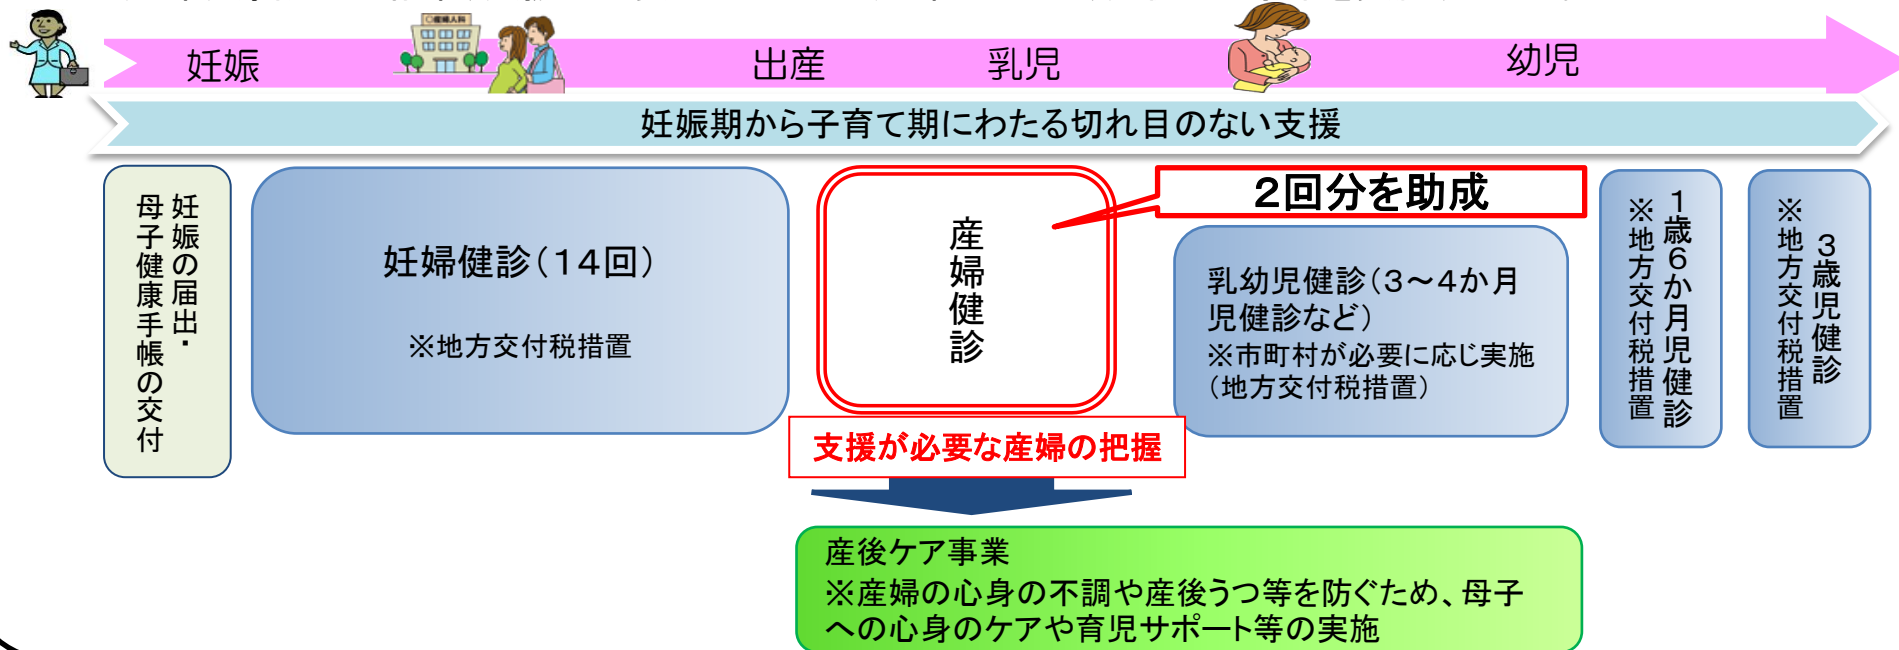 ○産婦人科
妊娠
出産
乳児
幼児
妊娠期から子育て期にわたる切れ目のない支援
妊娠の届出・
母子健康手帳の交付
妊婦健診（１４回）
※地方交付税措置
産婦健診
２回分を助成
乳幼児健診（３～４か月
児健診など）
※市町村が必要に応じ実施
（地方交付税措置）
１歳６か月児健診
※地方交付税措置
３歳児健診
※地方交付税措置
支援が必要な産婦の把握
産後ケア事業
※産婦の心身の不調や産後うつ等を防ぐため、母子
への心身のケアや育児サポート等の実施